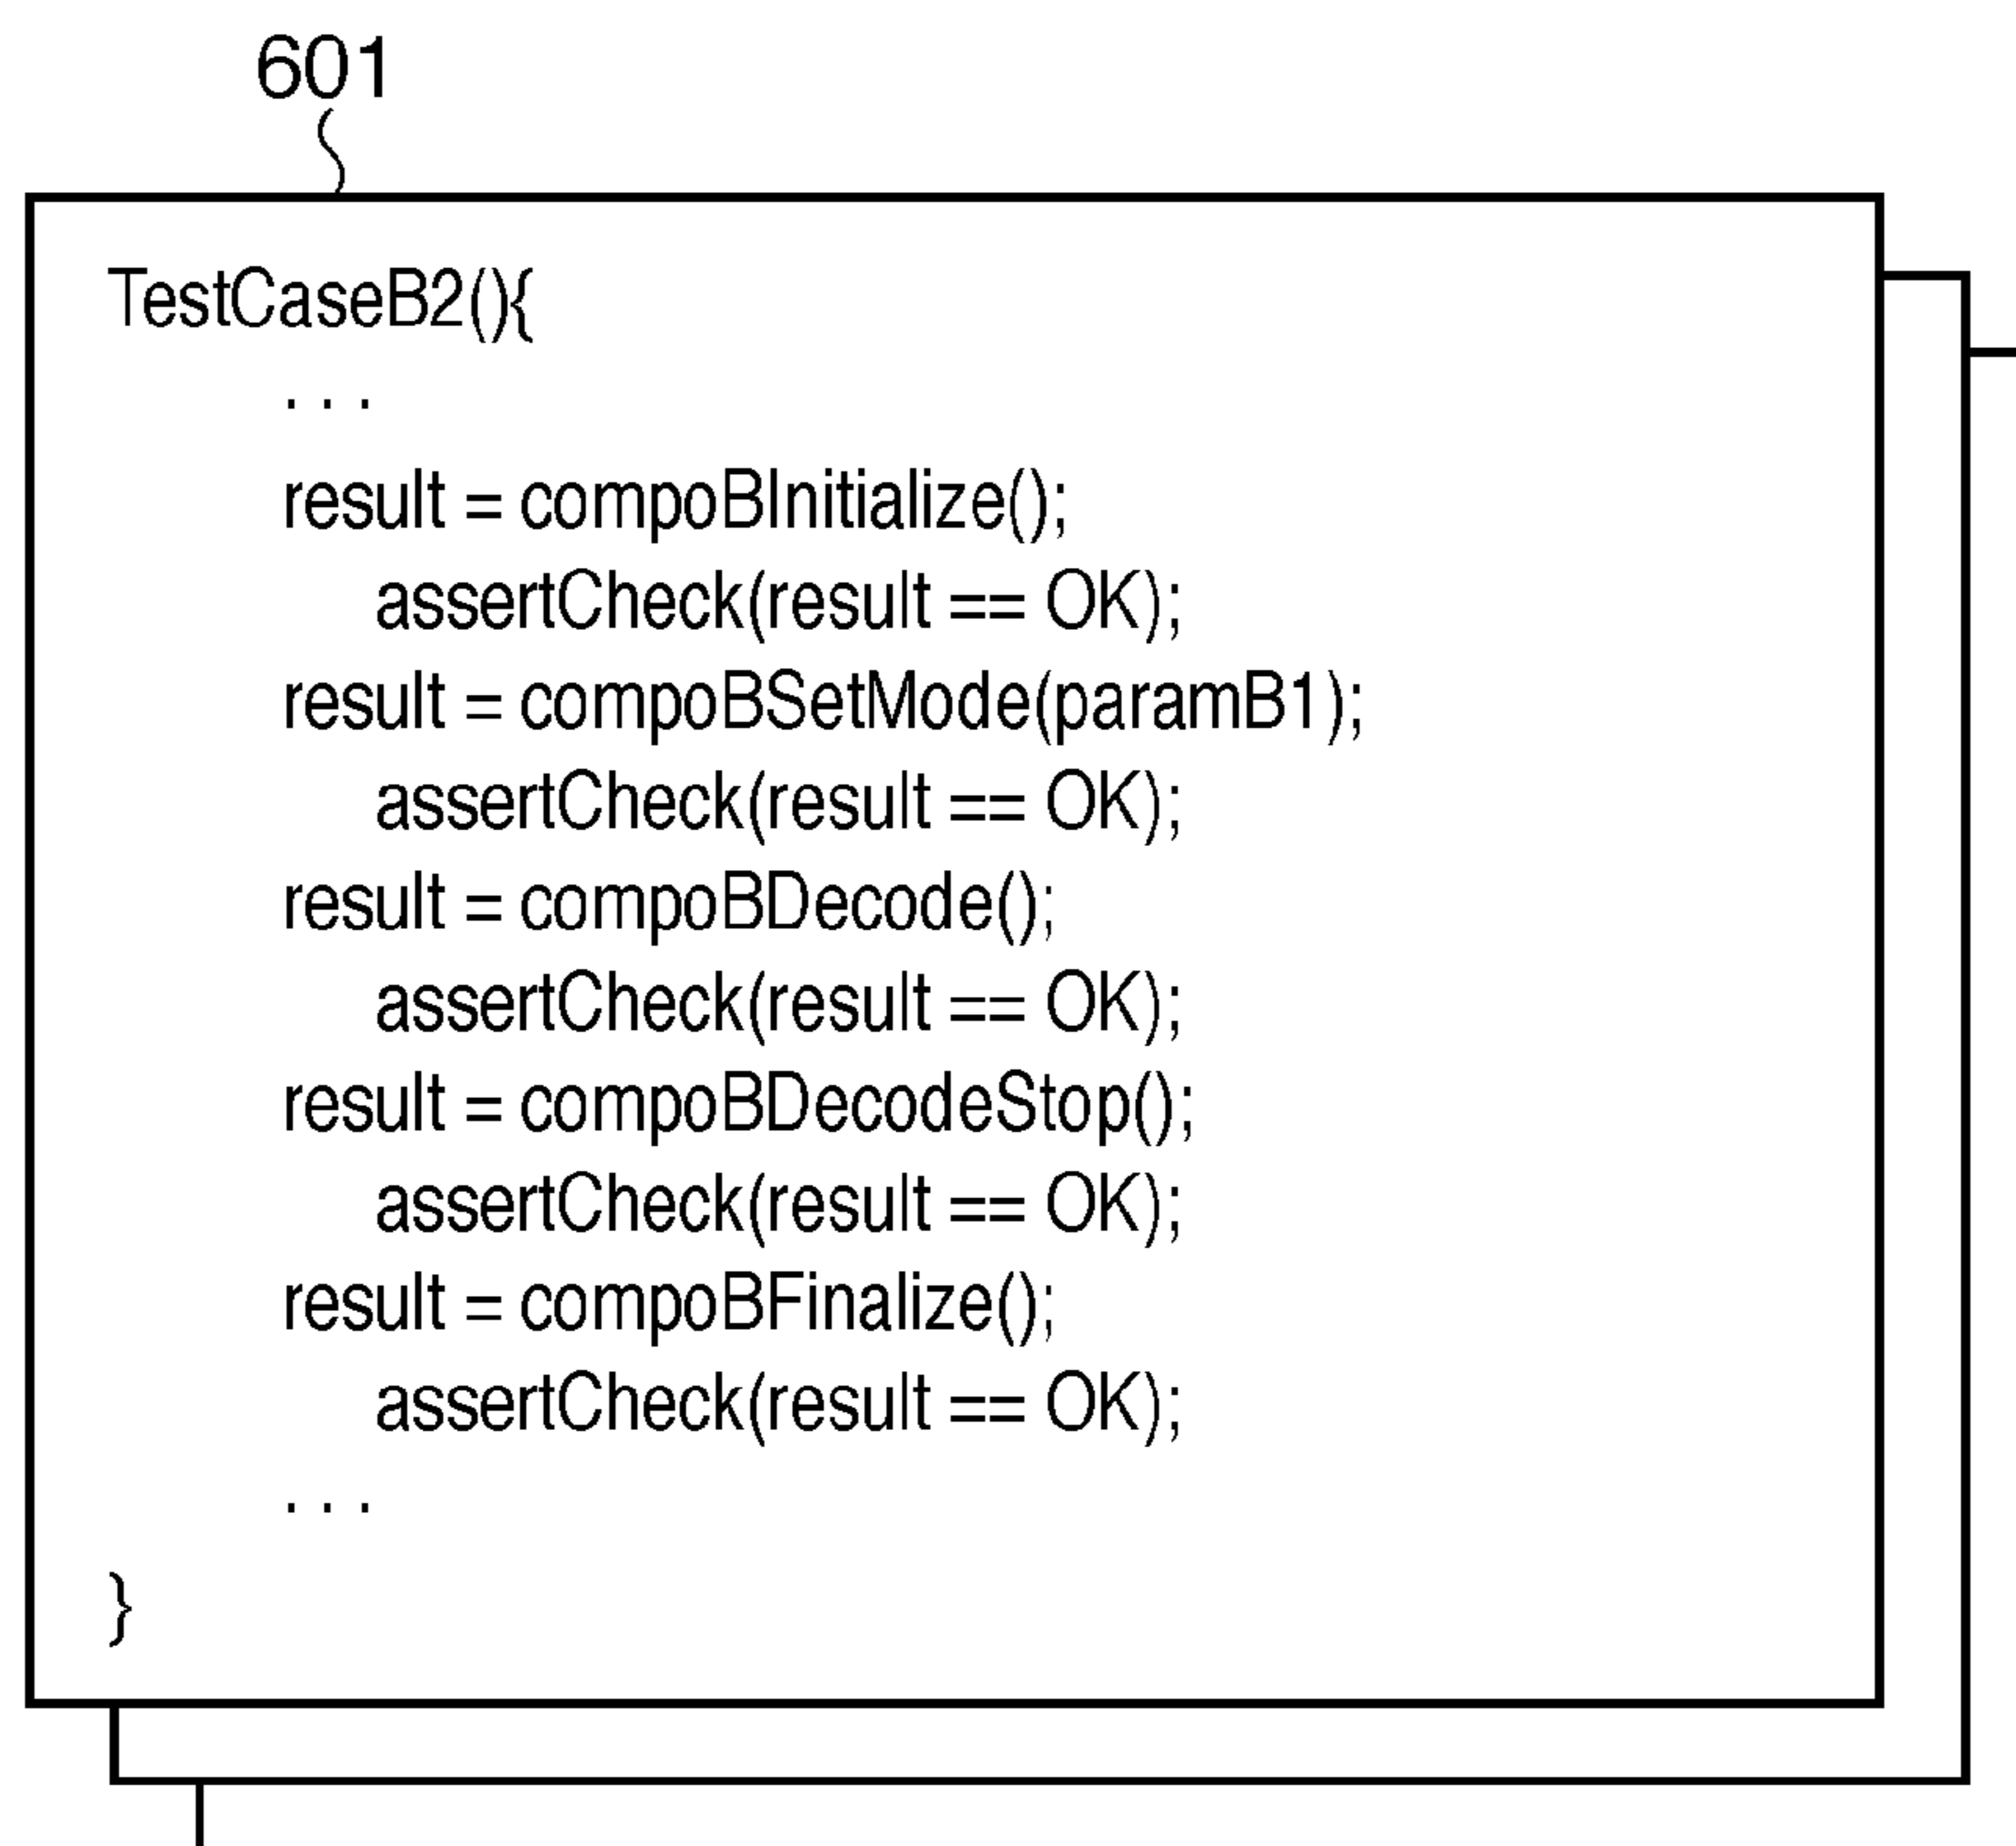 601
TestCaseB2(){
...
result = compoBInitialize();
assertCheck(result == OK);
result = compoBSetMode(paramB1);
assertCheck(result == OK);
result = compoBDecode();
assertCheck(result == OK);
result = compoBDecodeStop();
assertCheck(result == OK);
result = compoBFinalize();
assertCheck(result == OK);
...
}